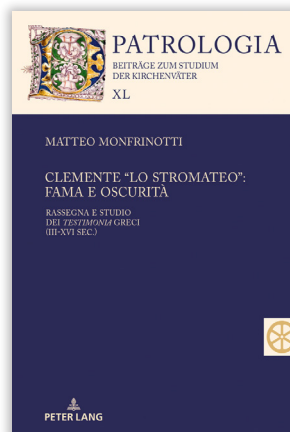 PATROLOGIA
BEITRÄGE ZUM STUDIUM
DER KIRCHENVÄTER
XL
MATTEO MONFRINOTTI
CLEMENTE “LO STROMATEO”:
FAMA E OSCURITÀ
RASSEGNA E STUDIO
DEI TESTIMONIA GRECI
(III-XVI SEC.)
PETER LANG